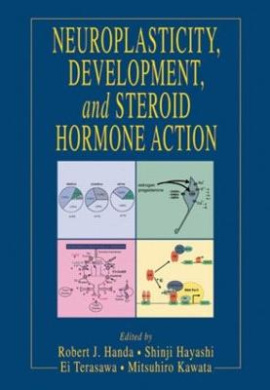 NEUROPLASTICITY,
DEVELOPMENT,
and STEROID
HORMONE ACTION
Edited by
Robert J. Handa • Shinji Hayashi
Ei Terasawa • Mitsuhiro Kawata